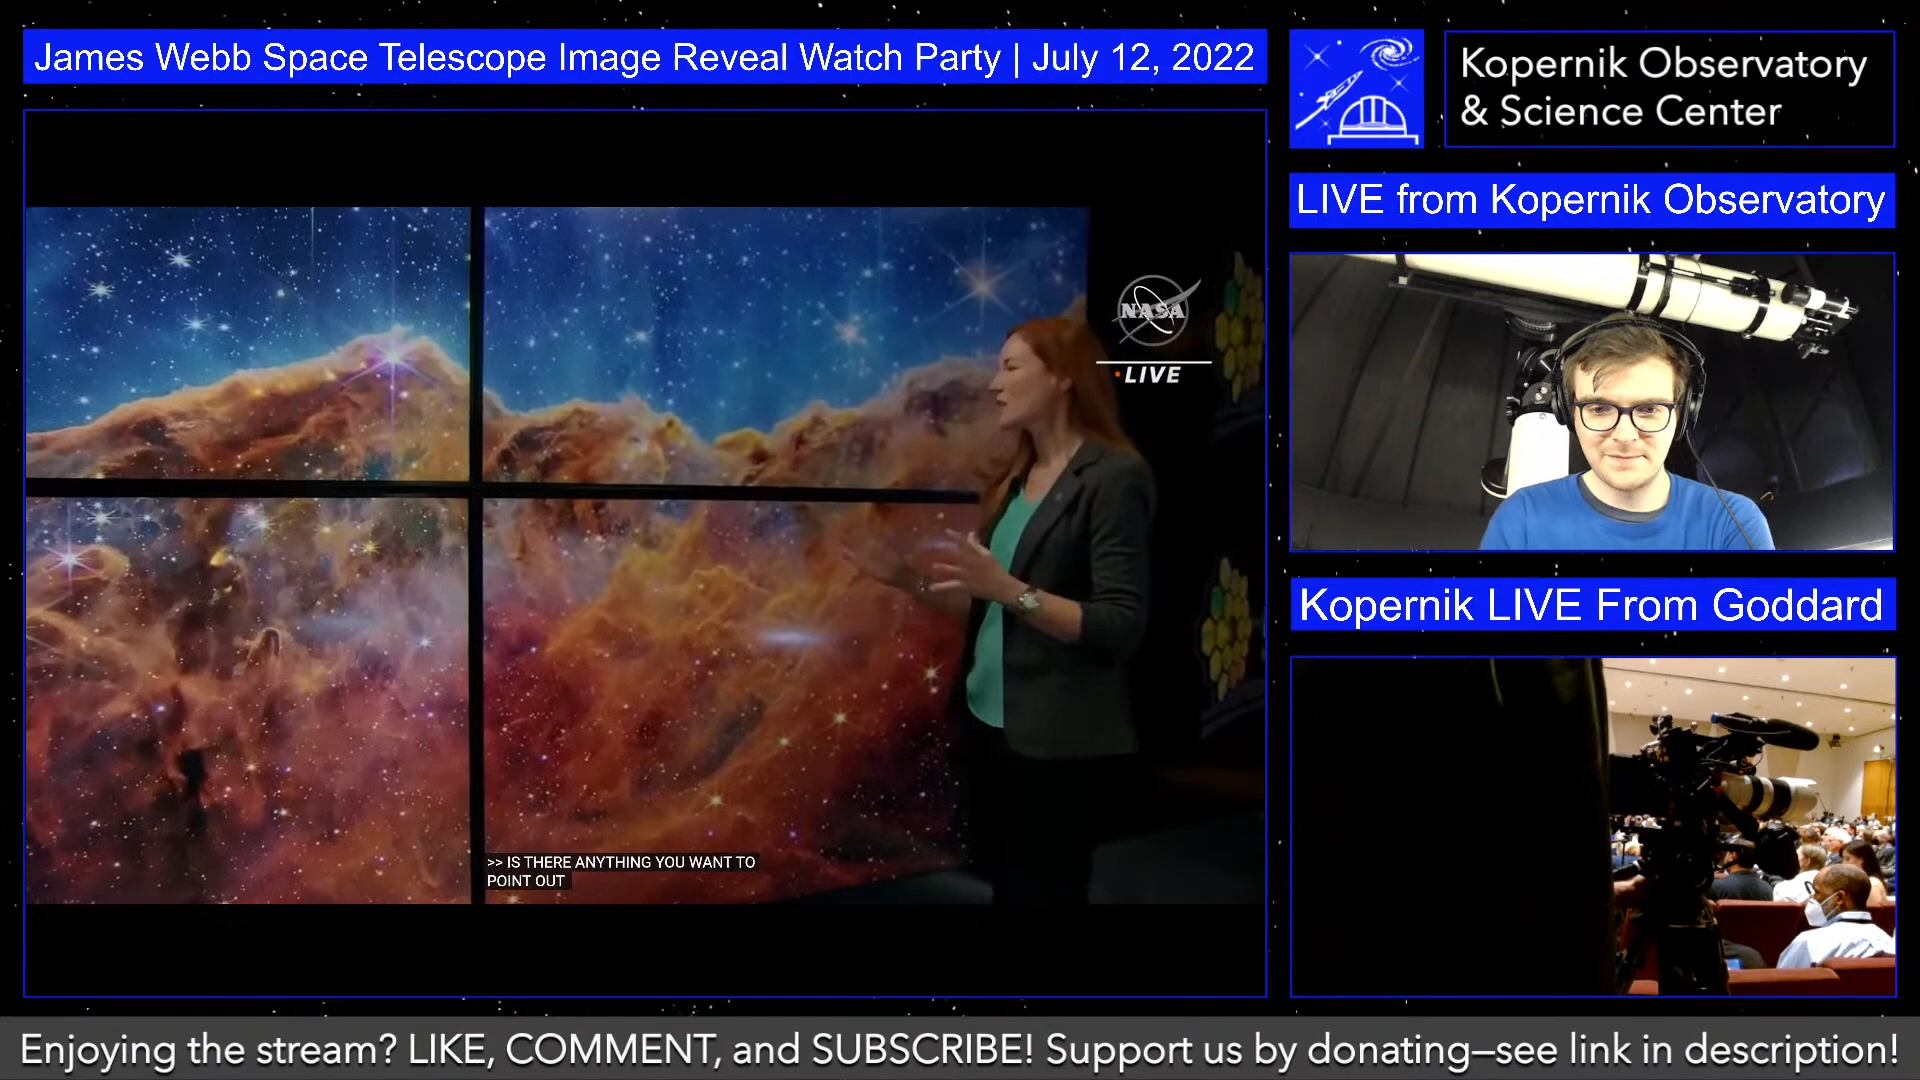 James Webb Space Telescope Image Reveal Watch Party | July 12, 2022
Kopernik Observatory
& Science Center
LIVE from Kopernik Observatory
NASA
LIVE
Kopernik LIVE From Goddard
>> IS THERE ANYTHING YOU WANT TO
POINT OUT
Enjoying the stream? LIKE, COMMENT, and SUBSCRIBE! Support us by donating—see link in description!